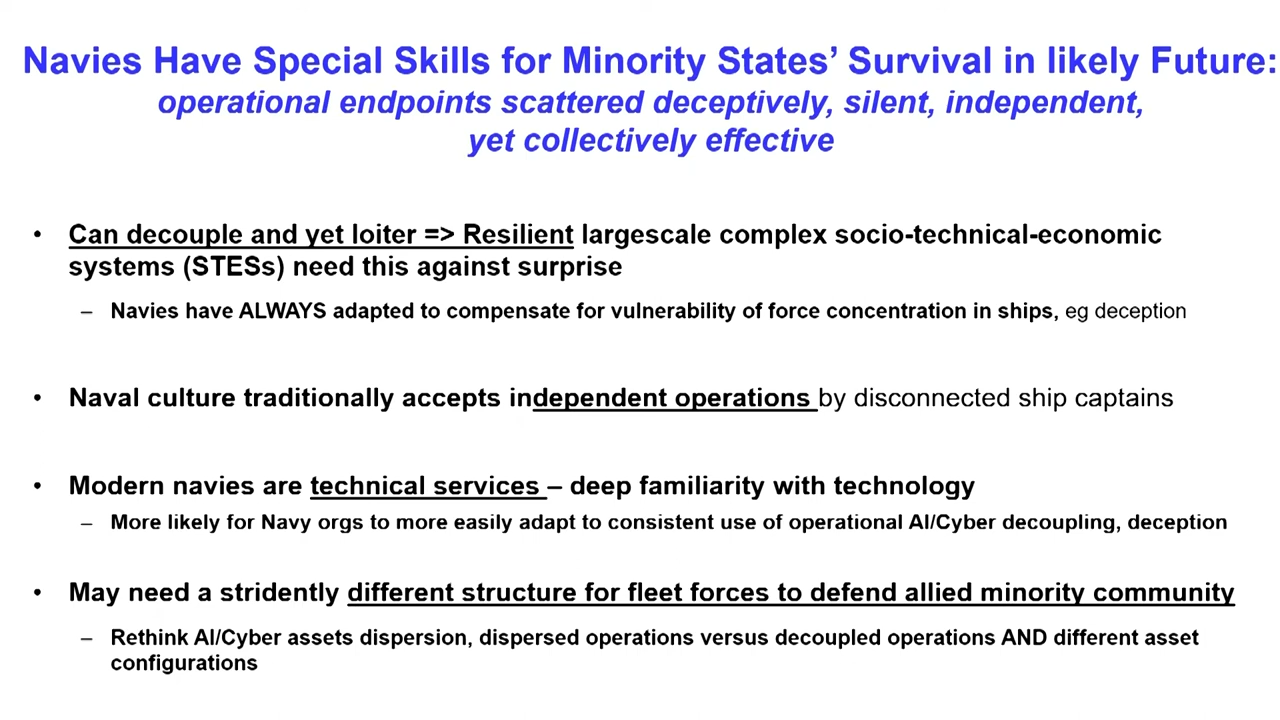 Navies Have Special Skills for Minority States’ Survival in likely Future:
operational endpoints scattered deceptively, silent, independent,
yet collectively effective
• Can decouple and yet loiter => Resilient largescale complex socio-technical-economic
systems (STESs) need this against surprise
– Navies have ALWAYS adapted to compensate for vulnerability of force concentration in ships, eg deception
• Naval culture traditionally accepts independent operations by disconnected ship captains
• Modern navies are technical services – deep familiarity with technology
– More likely for Navy orgs to more easily adapt to consistent use of operational AI/Cyber decoupling, deception
• May need a stridently different structure for fleet forces to defend allied minority community
– Rethink AI/Cyber assets dispersion, dispersed operations versus decoupled operations AND different asset
configurations